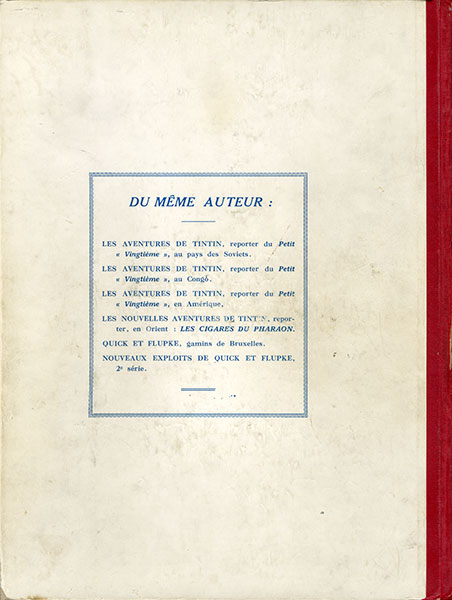 DU MÊME AUTEUR :
LES AVENTURES DE TINTIN, reporter du Petit
« Vingtième », au pays des Soviets.
LES AVENTURES DE TINTIN, reporter du Petit
« Vingtième », au Congo.
LES AVENTURES DE TINTIN, reporter du Petit
« Vingtième », en Amérique.
LES NOUVELLES AVENTURES DE TINTIN, repor-
ter, en Orient : LES CIGARES DU PHARAON.
QUICK ET FLUPKE, gamins de Bruxelles.
NOUVEAUX EXPLOITS DE QUICK ET FLUPKE,
2e série.